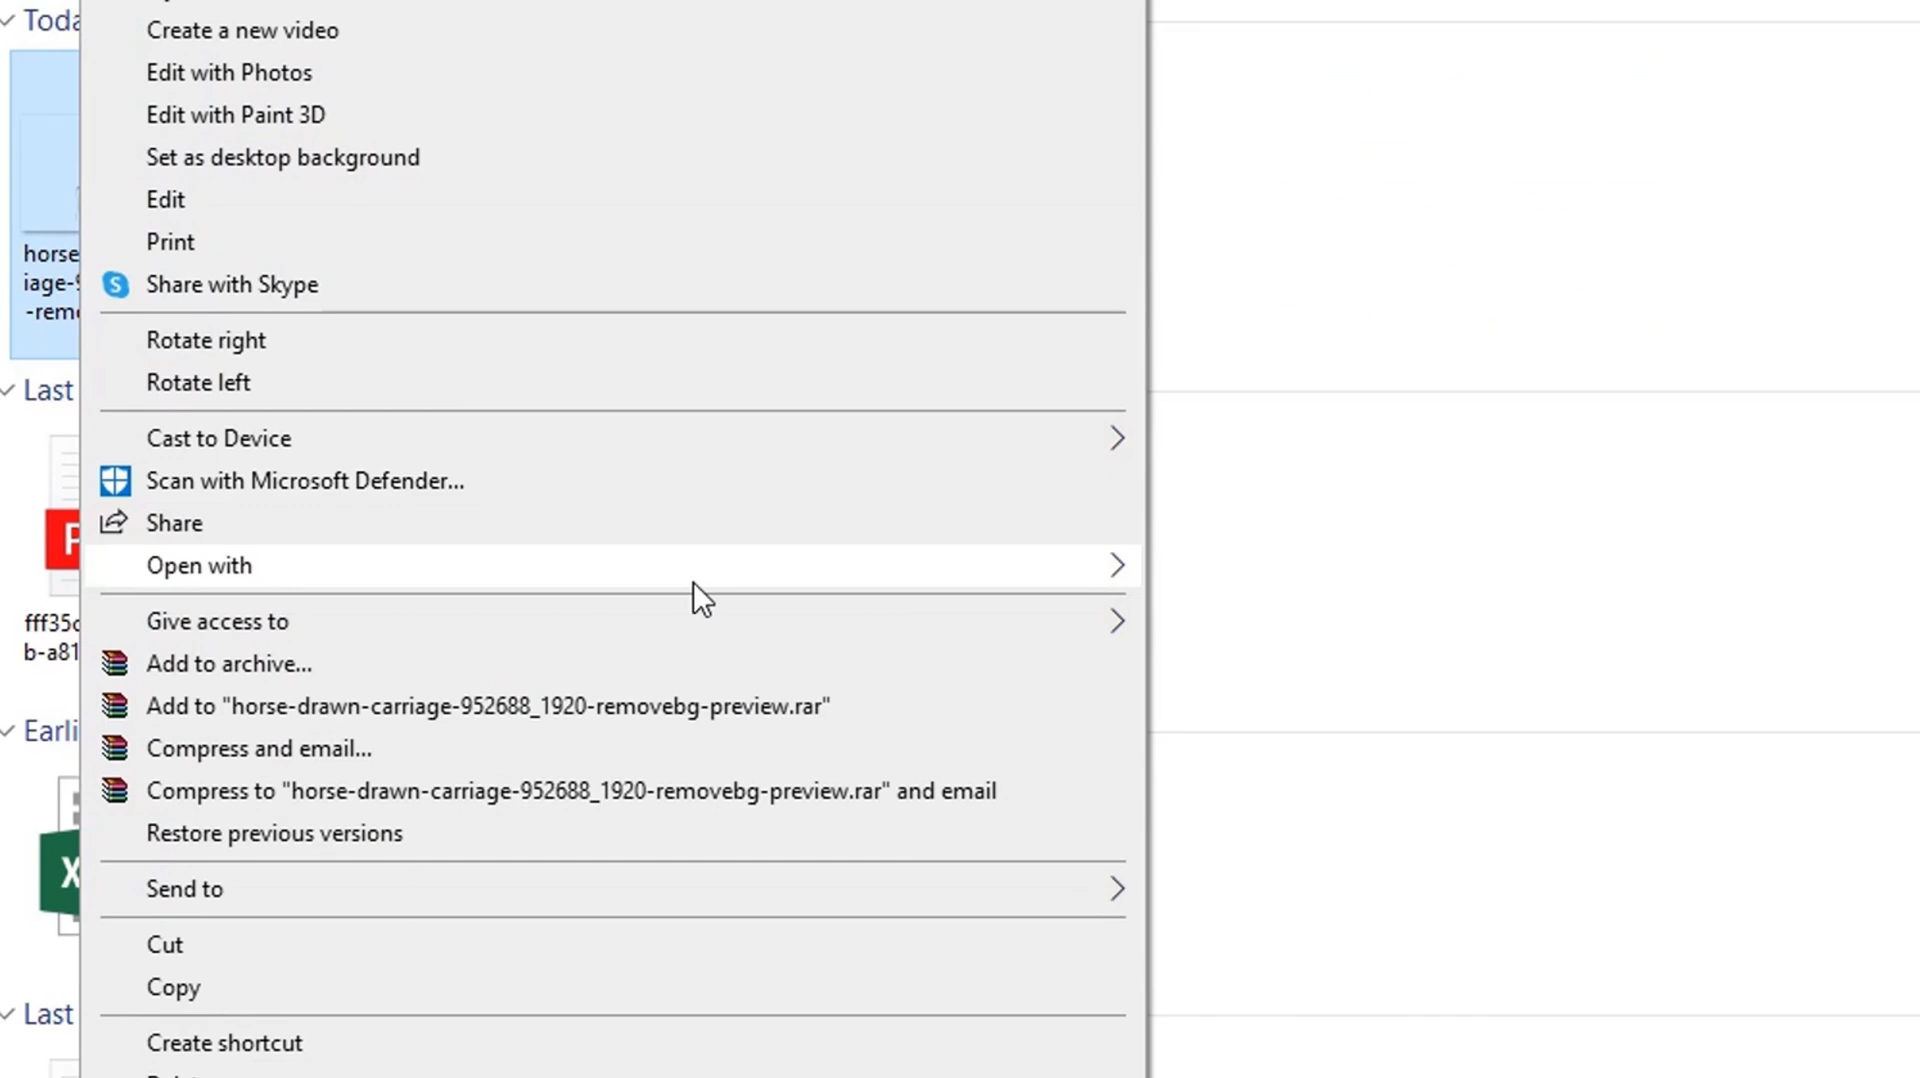 Toda
Create a new video
Edit with Photos
Edit with Paint 3D
Set as desktop background
Edit
Print
horse
Share with Skype
iage-9
-rem
Rotate right
Rotate left
Last
Cast to Device
Scan with Microsoft Defender...
Share
Open with
fff35c
Give access to
b-a81
Add to archive...
Add to "horse-drawn-carriage-952688_1920-removebg-preview.rar"
Earli
Compress and email...
Compress to "horse-drawn-carriage-952688_1920-removebg-preview.rar" and email
Restore previous versions
X
Send to
Cut
Copy
Last
Create shortcut